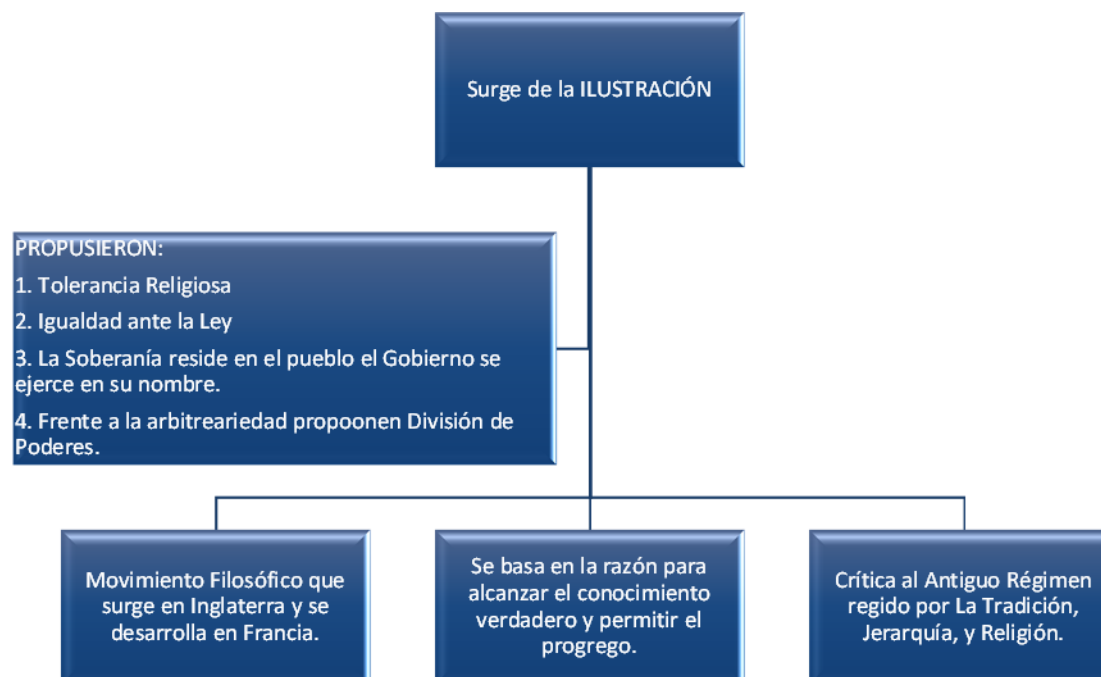 Surge de la ILUSTRACIÓN
PROPUSIERON:
1. Tolerancia Religiosa
2. Igualdad ante la Ley
3. La Soberanía reside en el pueblo el Gobierno se
ejerce en su nombre.
4. Frente a la arbitreariedad propoonen División de
Poderes.
Movimiento Filosófico que
surge en Inglaterra y se
desarrolla en Francia.
Se basa en la razón para
alcanzar el conocimiento
verdadero y permitir el
progrego.
Crítica al Antiguo Régimen
regido por La Tradición,
Jerarquía, y Religión.